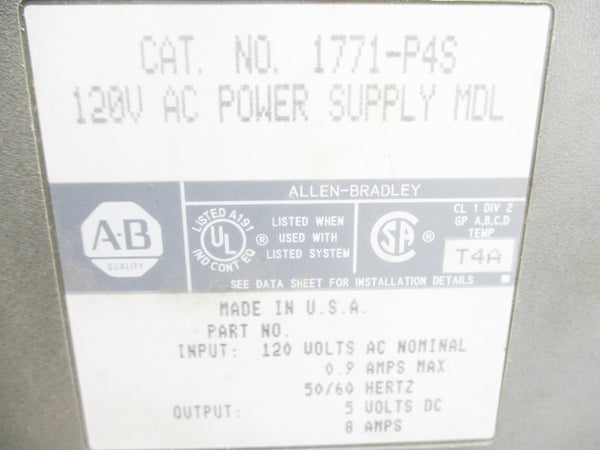 CAT. NO. 1771-P4S
120V AC POWER SUPPLY MDL
ALLEN-BRADLEY
A-B
QUALITY
LISTED A191
UL
®
IND CONT EQ
LISTED WHEN
USED WITH
LISTED SYSTEM
SA
®
CL 1 DIV 2
GP A,B,C,D
TEMP
T4A
SEE DATA SHEET FOR INSTALLATION DETAILS
MADE IN U.S.A.
PART NO.
INPUT: 120 VOLTS AC NOMINAL
0.9 AMPS MAX
50/60 HERTZ
OUTPUT: 5 VOLTS DC
8 AMPS